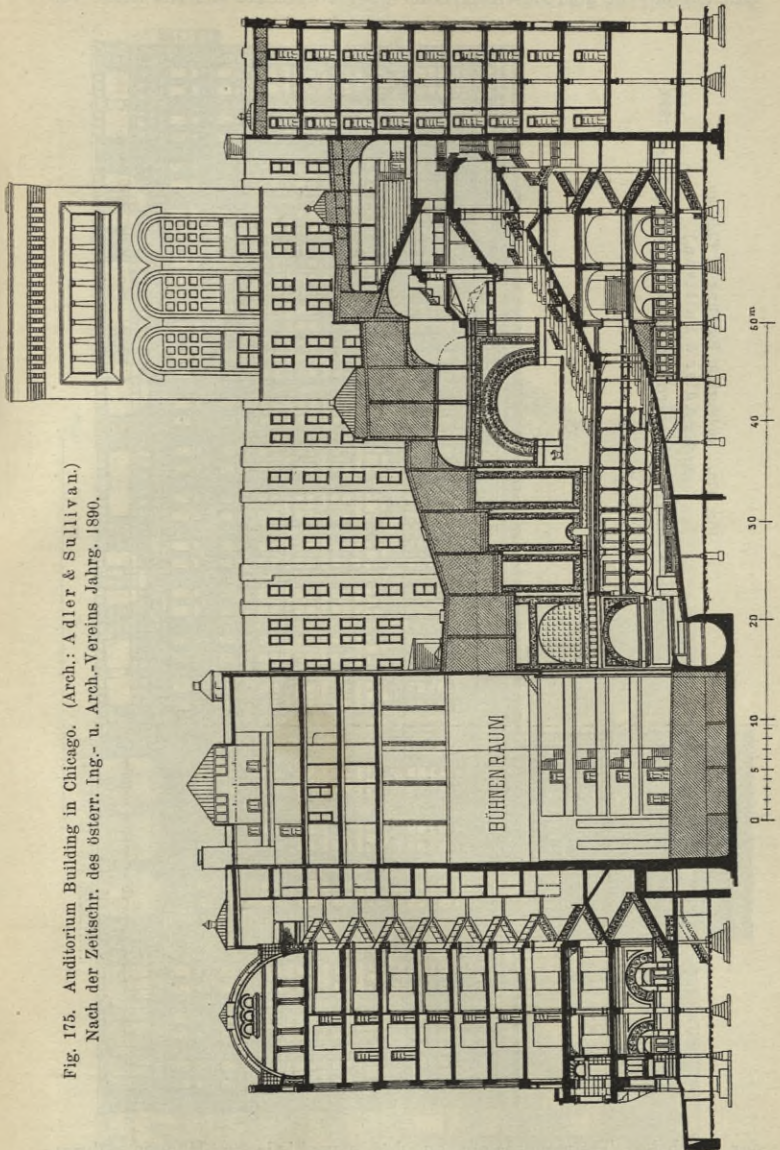 Fig. 175. Auditorium Building in Chicago. (Arch.: Adler & Sullivan.)
Nach der Zeitschr. des österr. Ing.- u. Arch.-Vereins Jahrg. 1890.
BÜHNENRAUM
0 5 10 20 30 40 50 m